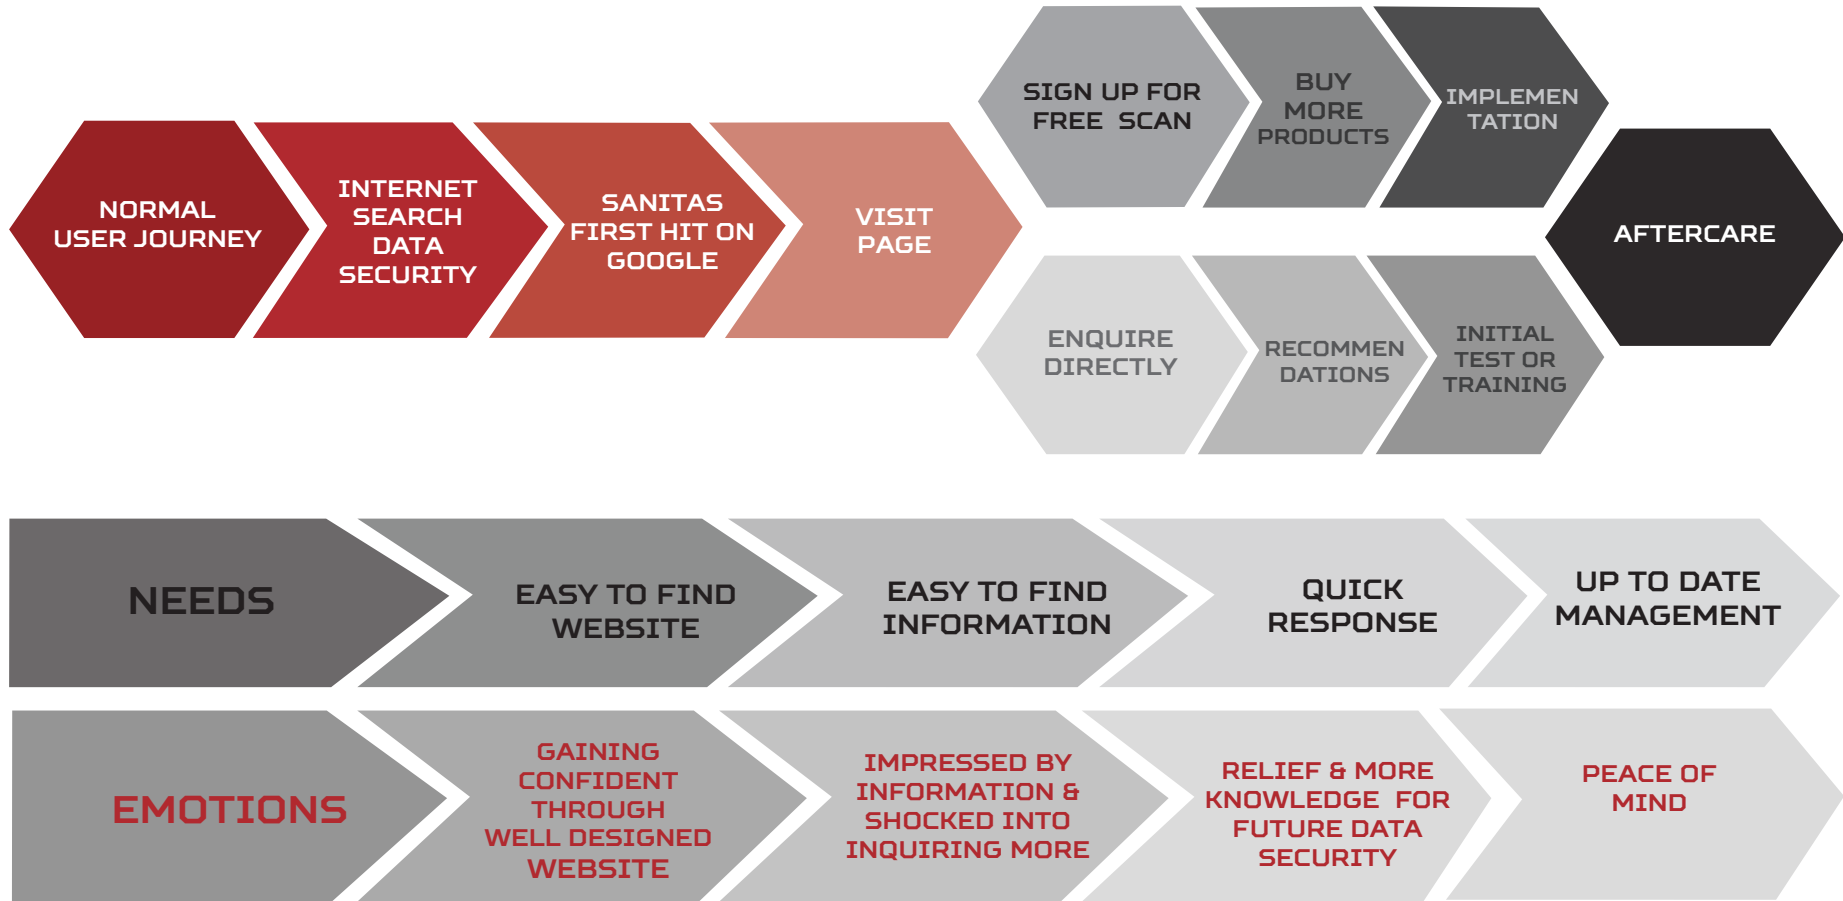 NORMAL
USER JOURNEY
INTERNET
SEARCH
DATA
SECURITY
SANITAS
FIRST HIT ON
GOOGLE
VISIT
PAGE
SIGN UP FOR
FREE SCAN
BUY
MORE
PRODUCTS
IMPLEMEN
TATION
ENQUIRE
DIRECTLY
RECOMMEN
DATIONS
INITIAL
TEST OR
TRAINING
AFTERCARE
NEEDS
EASY TO FIND
WEBSITE
EASY TO FIND
INFORMATION
QUICK
RESPONSE
UP TO DATE
MANAGEMENT
EMOTIONS
GAINING
CONFIDENT
THROUGH
WELL DESIGNED
WEBSITE
IMPRESSED BY
INFORMATION &
SHOCKED INTO
INQUIRING MORE
RELIEF & MORE
KNOWLEDGE FOR
FUTURE DATA
SECURITY
PEACE OF
MIND